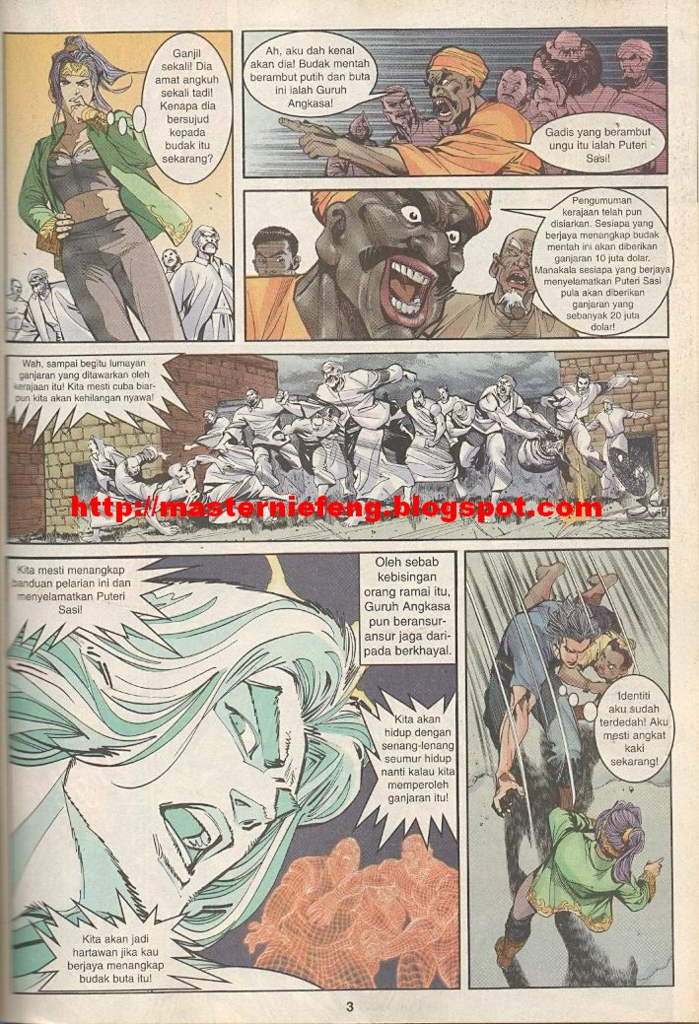 Ganjil
sekali! Dia
amat angkuh
sekali tadi!
Kenapa dia
bersujud
kepada
budak itu
sekarang?
Ah, aku dah kenal
akan dia! Budak mentah
berambut putih dan buta
ini ialah Guruh
Angkasa!
Gadis yang berambut
ungu itu ialah Puteri
Sasi!
Pengumuman
kerajaan telah pun
disiarkan. Sesiapa yang
berjaya menangkap budak
mentah ini akan diberikan
ganjaran 10 juta
dolar.
Manakala sesiapa yang berjaya
menyelamatkan Puteri Sasi
pula akan diberikan
ganjaran yang
sebanyak 20 juta
dolar!
Wah, sampai begitu lumayan
ganjaran yang ditawarkan oleh
kerajaan itu! Kita mesti cuba biar-
pun kita akan kehilangan nyawa!
http://masterniefeng.blogspot.com
Kita mesti menangkap
banduan pelarian ini dan
menyelamatkan Puteri
Sasi!
Oleh sebab
kebisingan
orang ramai itu,
Guruh Angkasa
pun beransur-
ansur jaga dari-
pada berkhayal.
Kita akan
hidup dengan
senang-lenang
seumur hidup
nanti kalau kita
memperoleh
ganjaran itu!
Kita akan jadi
hartawan jika kau
berjaya menangkap
budak buta itu!
Identiti
aku sudah
terdedah! Aku
mesti angkat
kaki
sekarang!
3